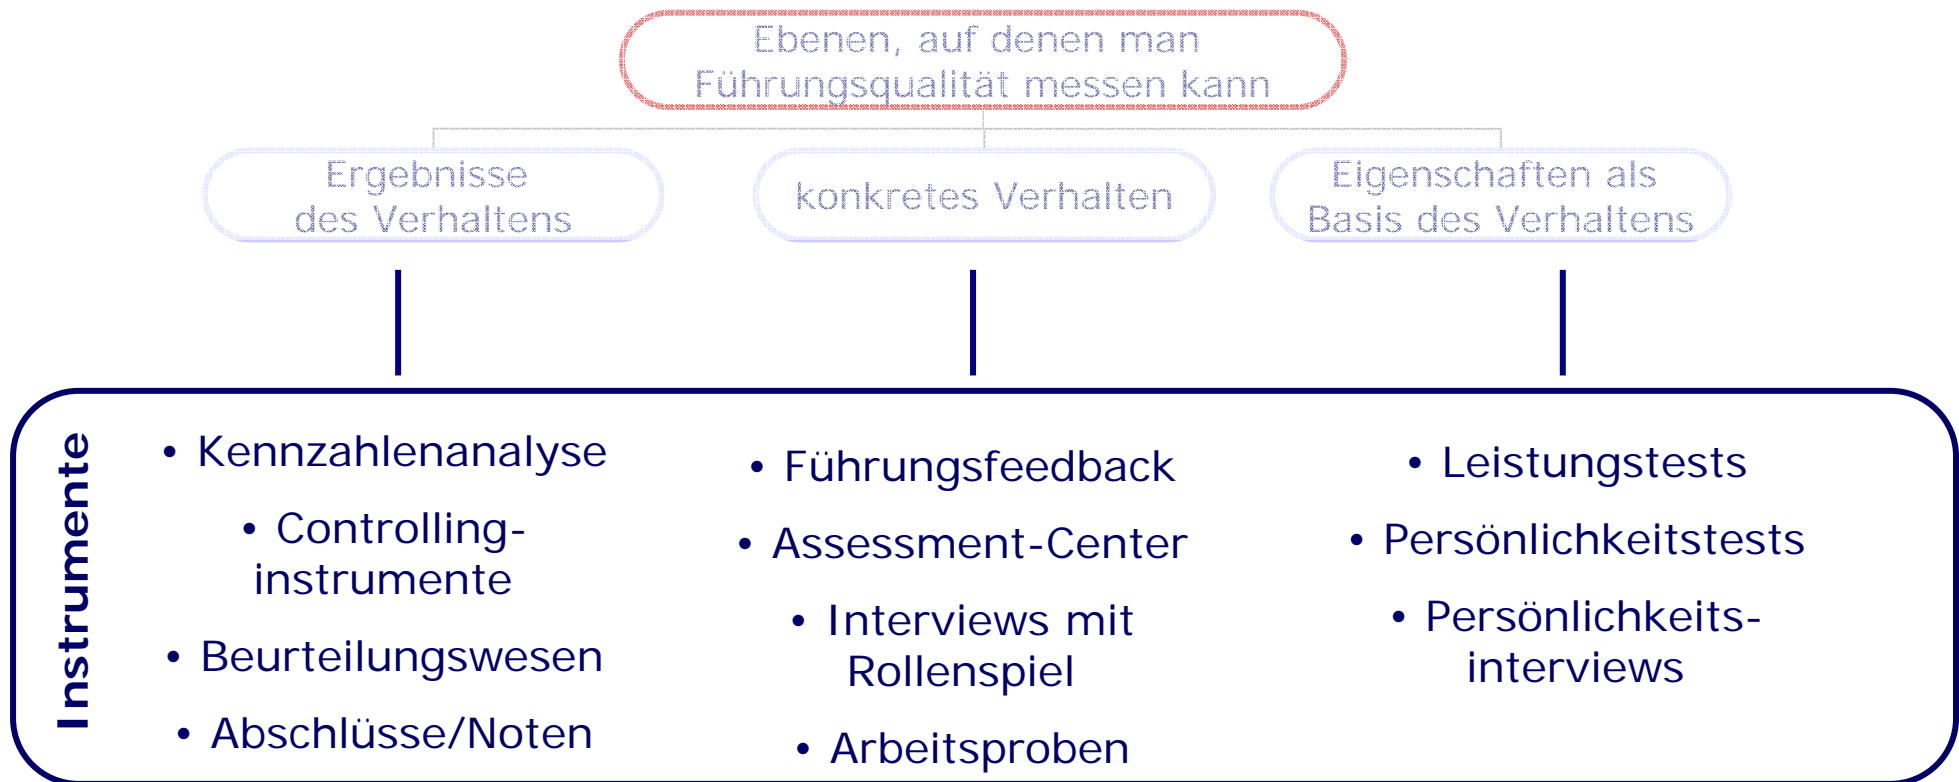 Ebenen, auf denen man
Führungsqualität messen kann
Ergebnisse
des Verhaltens
konkretes Verhalten
Eigenschaften als
Basis des Verhaltens
Instrumente
• Kennzahlenanalyse
• Controlling-
instrumente
• Beurteilungswesen
• Abschlüsse/Noten
• Führungsfeedback
• Assessment-Center
• Interviews mit
Rollenspiel
• Arbeitsproben
• Leistungstests
• Persönlichkeitstests
• Persönlichkeits-
interviews